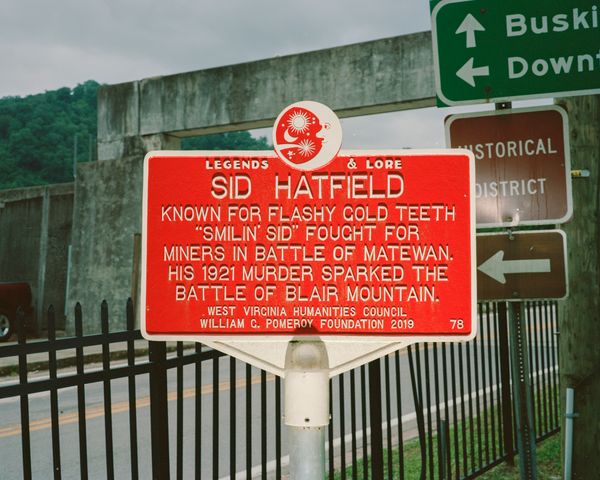 Buski
Downt
HISTORICAL
DISTRICT
LEGENDS & LORE
SID HATFIELD
KNOWN FOR FLASHY GOLD TEETH
"SMILIN' SID" FOUGHT FOR
MINERS IN BATTLE OF MATEWAN.
HIS 1921 MURDER SPARKED THE
BATTLE OF BLAIR MOUNTAIN.
WEST VIRGINIA HUMANITIES COUNCIL
WILLIAM G. POMEROY FOUNDATION 2019 78